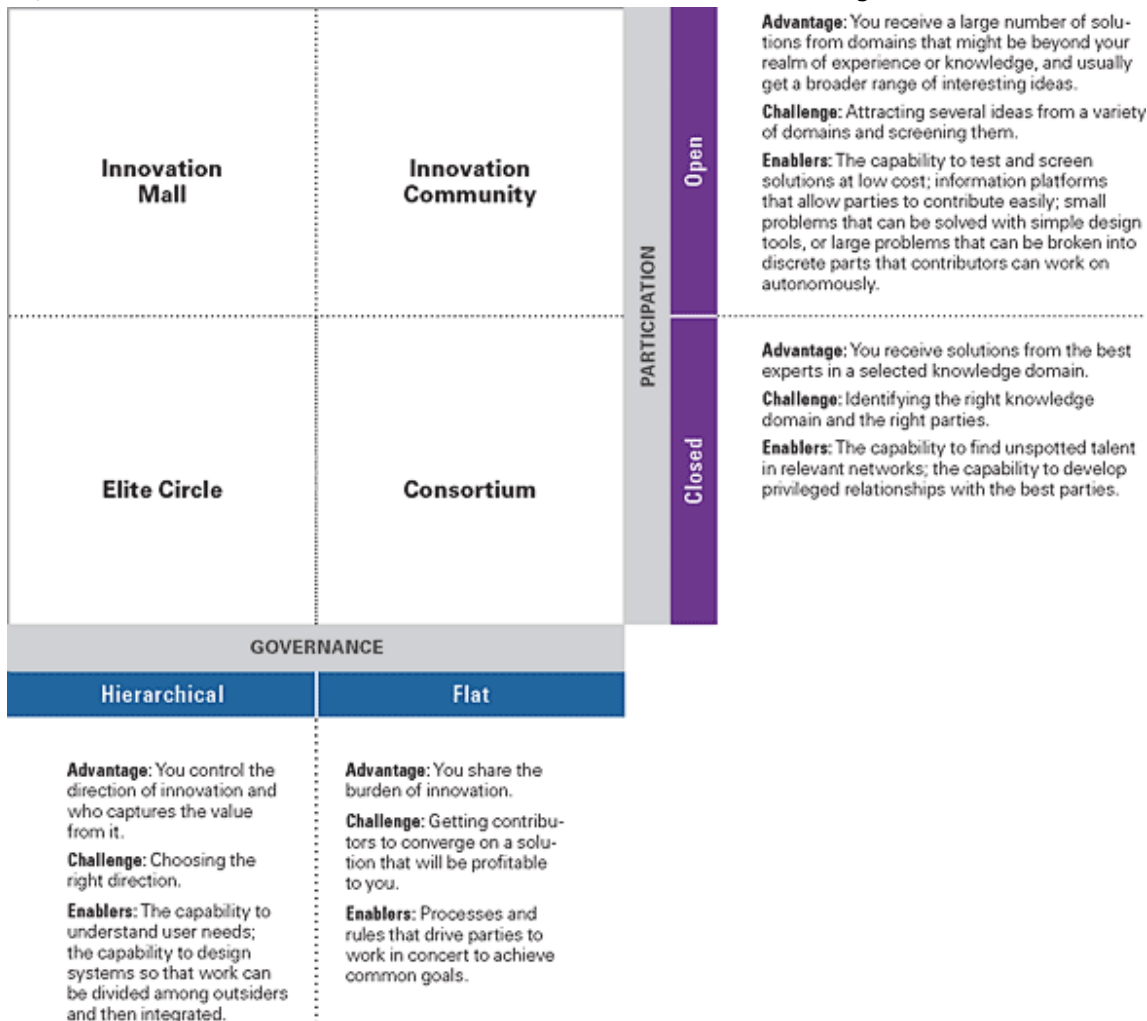 Innovation
Mall
Innovation
Community
Elite Circle
Consortium
PARTICIPATION
Open
Closed
Advantage: You receive a large number of solu-
tions from domains that might be beyond your
realm of experience or knowledge, and usually
get a broader range of interesting ideas.
Challenge: Attracting several ideas from a variety
of domains and screening them.
Enablers: The capability to test and screen
solutions at low cost; information platforms
that allow parties to contribute easily; small
problems that can be solved with simple design
tools, or large problems that can be broken into
discrete parts that contributors can work on
autonomously.
Advantage: You receive solutions from the best
experts in a selected knowledge domain.
Challenge: Identifying the right knowledge
domain and the right parties.
Enablers: The capability to find unspotted talent
in relevant networks; the capability to develop
privileged relationships with the best parties.
GOVERNANCE
Hierarchical
Flat
Advantage: You control the
direction of innovation and
who captures the value
from it.
Challenge: Choosing the
right direction.
Enablers: The capability to
understand user needs;
the capability to design
systems so that work can
be divided among outsiders
and then integrated.
Advantage: You share the
burden of innovation.
Challenge: Getting contribu-
tors to converge on a solu-
tion that will be profitable
to you.
Enablers: Processes and
rules that drive parties to
work in concert to achieve
common goals.